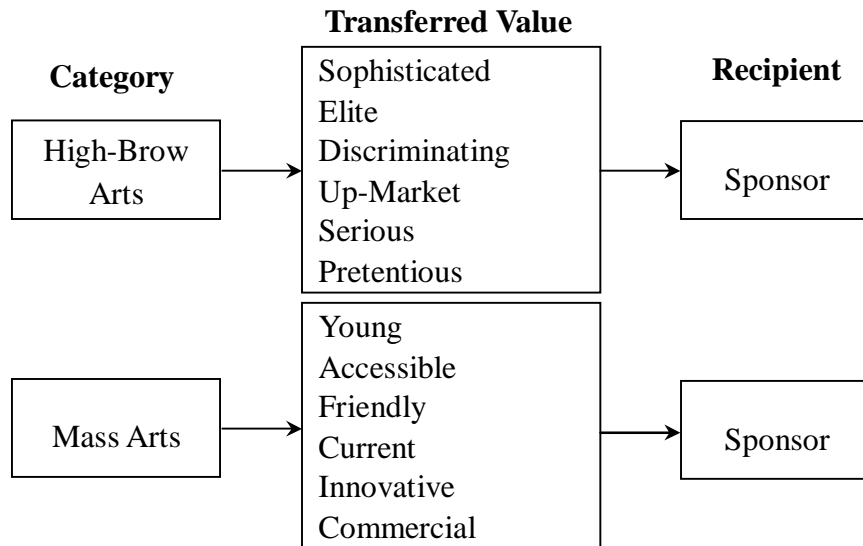 Transferred Value
Category
Recipient
High-Brow
Arts
Sophisticated
Elite
Discriminating
Up-Market
Serious
Pretentious
Sponsor
Mass Arts
Young
Accessible
Friendly
Current
Innovative
Commercial
Sponsor